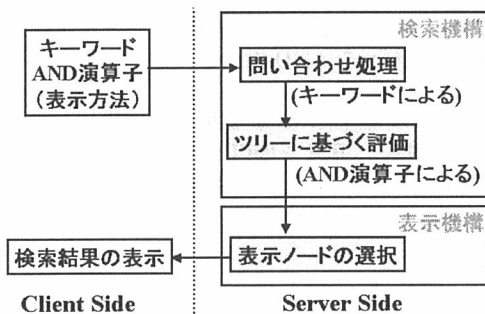 検索機構
キーワード
AND演算子
(表示方法)
問い合わせ処理
(キーワードによる)
ツリーに基づく評価
(AND演算子による)
表示機構
表示ノードの選択
検索結果の表示
Client Side
Server Side